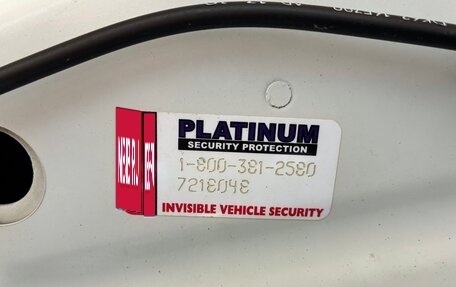 PLATINUM
SECURITY PROTECTION
1-800-381-2580
7218048
INVISIBLE VEHICLE SECURITY